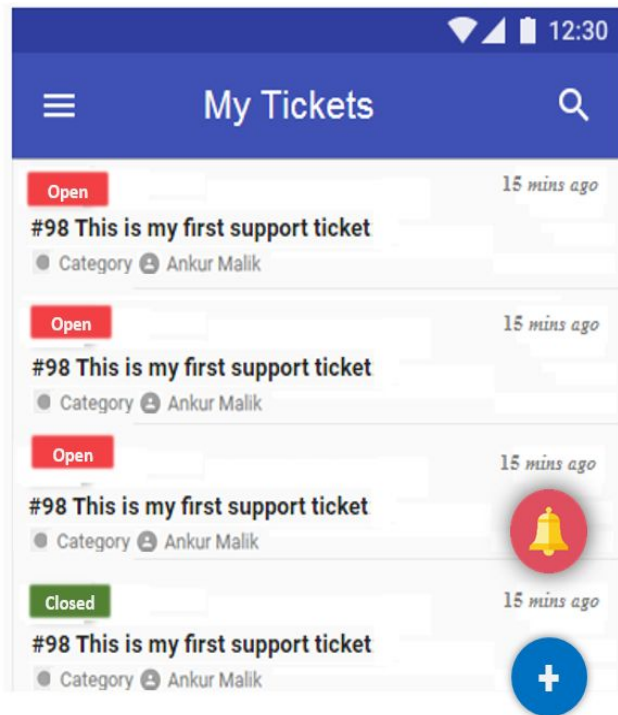 12:30
My Tickets
Open 15 mins ago
#98 This is my first support ticket
Category Ankur Malik
Open 15 mins ago
#98 This is my first support ticket
Category Ankur Malik
Open 15 mins ago
#98 This is my first support ticket
Category Ankur Malik
Closed 15 mins ago
#98 This is my first support ticket
Category Ankur Malik